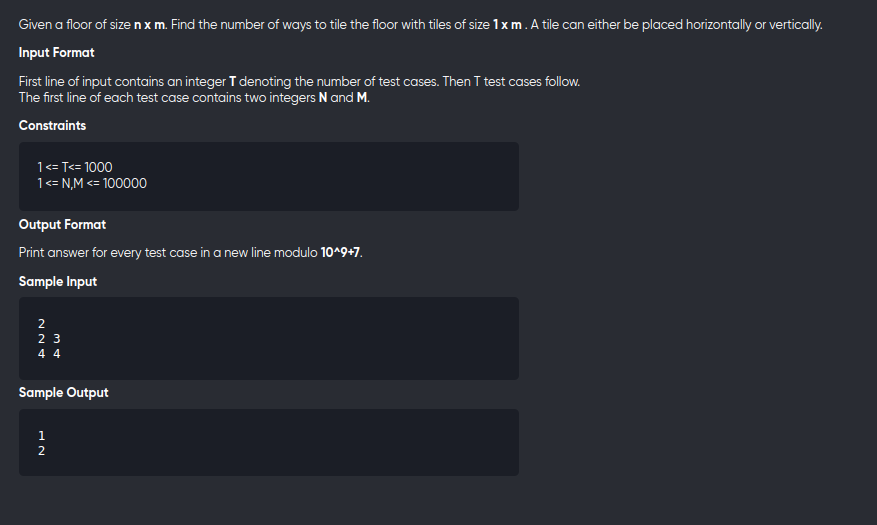 Given a floor of size n x m. Find the number of ways to tile the floor with tiles of size 1 x m . A tile can either be placed horizontally or vertically.
Input Format
First line of input contains an integer T denoting the number of test cases. Then T test cases follow.
The first line of each test case contains two integers N and M.
Constraints
1 <= T<= 1000
1 <= N,M <= 100000
Output Format
Print answer for every test case in a new line modulo 10^9+7.
Sample Input
2
2 3
4 4
Sample Output
1
2